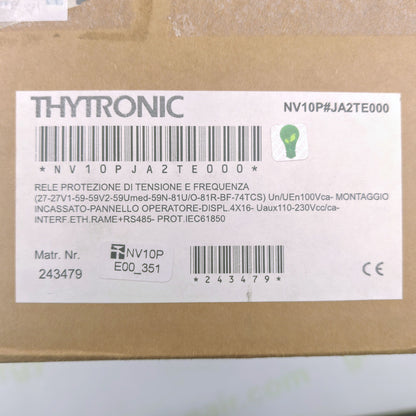 THYTRONIC
NV10P#JA2TE000
*NV10PJA2TE000*
RELE PROTEZIONE DI TENSIONE E FREQUENZA
(27-27V1-59-59V2-59Umed-59N-81U/O-81R-BF-74TCS) Un/UEn100Vca- MONTAGGIO
INCASSATO-PANNELLO OPERATORE-DISPL.4X16- Uaux110-230Vcc/ca-
INTERF.ETH.RAME+RS485- PROT.IEC61850
Matr. Nr.
243479
NV10P
E00_351
*243479*
CE